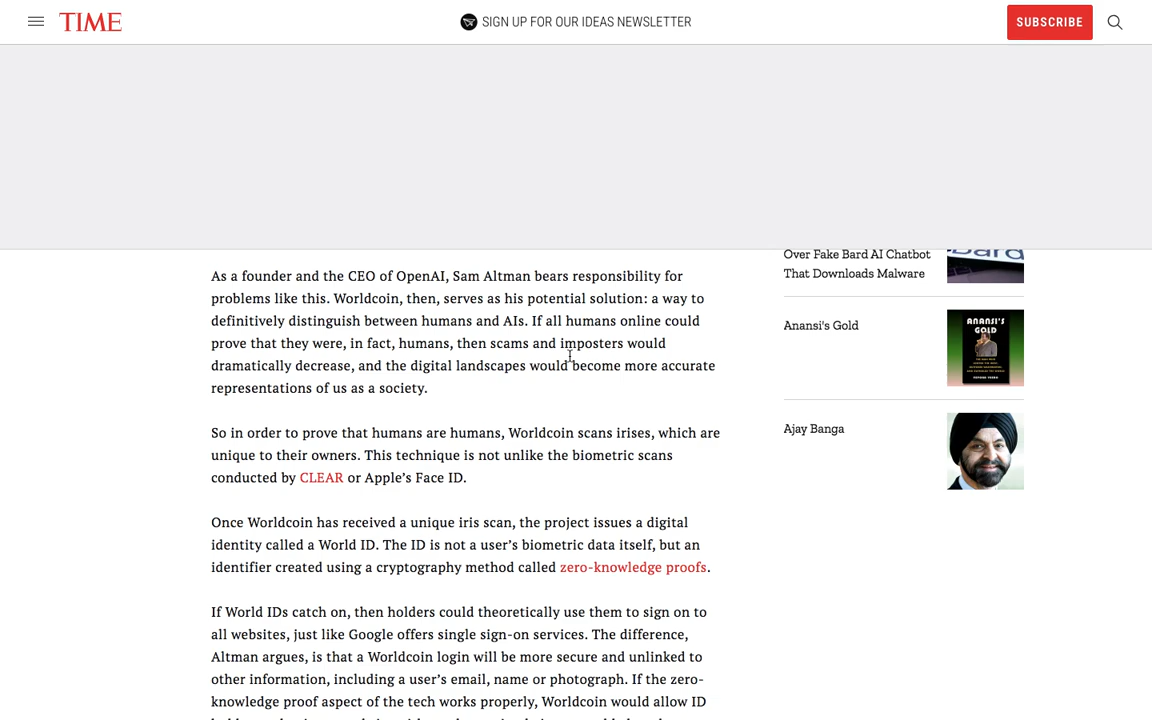 TIME
SIGN UP FOR OUR IDEAS NEWSLETTER
SUBSCRIBE
As a founder and the CEO of OpenAI, Sam Altman bears responsibility for
problems like this. Worldcoin, then, serves as his potential solution: a way to
definitively distinguish between humans and AIs. If all humans online could
prove that they were, in fact, humans, then scams and imposters would
dramatically decrease, and the digital landscapes would become more accurate
representations of us as a society.
So in order to prove that humans are humans, Worldcoin scans irises, which are
unique to their owners. This technique is not unlike the biometric scans
conducted by CLEAR or Apple’s Face ID.
Once Worldcoin has received a unique iris scan, the project issues a digital
identity called a World ID. The ID is not a user’s biometric data itself, but an
identifier created using a cryptography method called zero-knowledge proofs.
If World IDs catch on, then holders could theoretically use them to sign on to
all websites, just like Google offers single sign-on services. The difference,
Altman argues, is that a Worldcoin login will be more secure and unlinked to
other information, including a user’s email, name or photograph. If the zero-
knowledge proof aspect of the tech works properly, Worldcoin would allow ID
Over Fake Bard AI Chatbot
That Downloads Malware
Anansi's Gold
ANANSI'S
GOLD
Ajay Banga